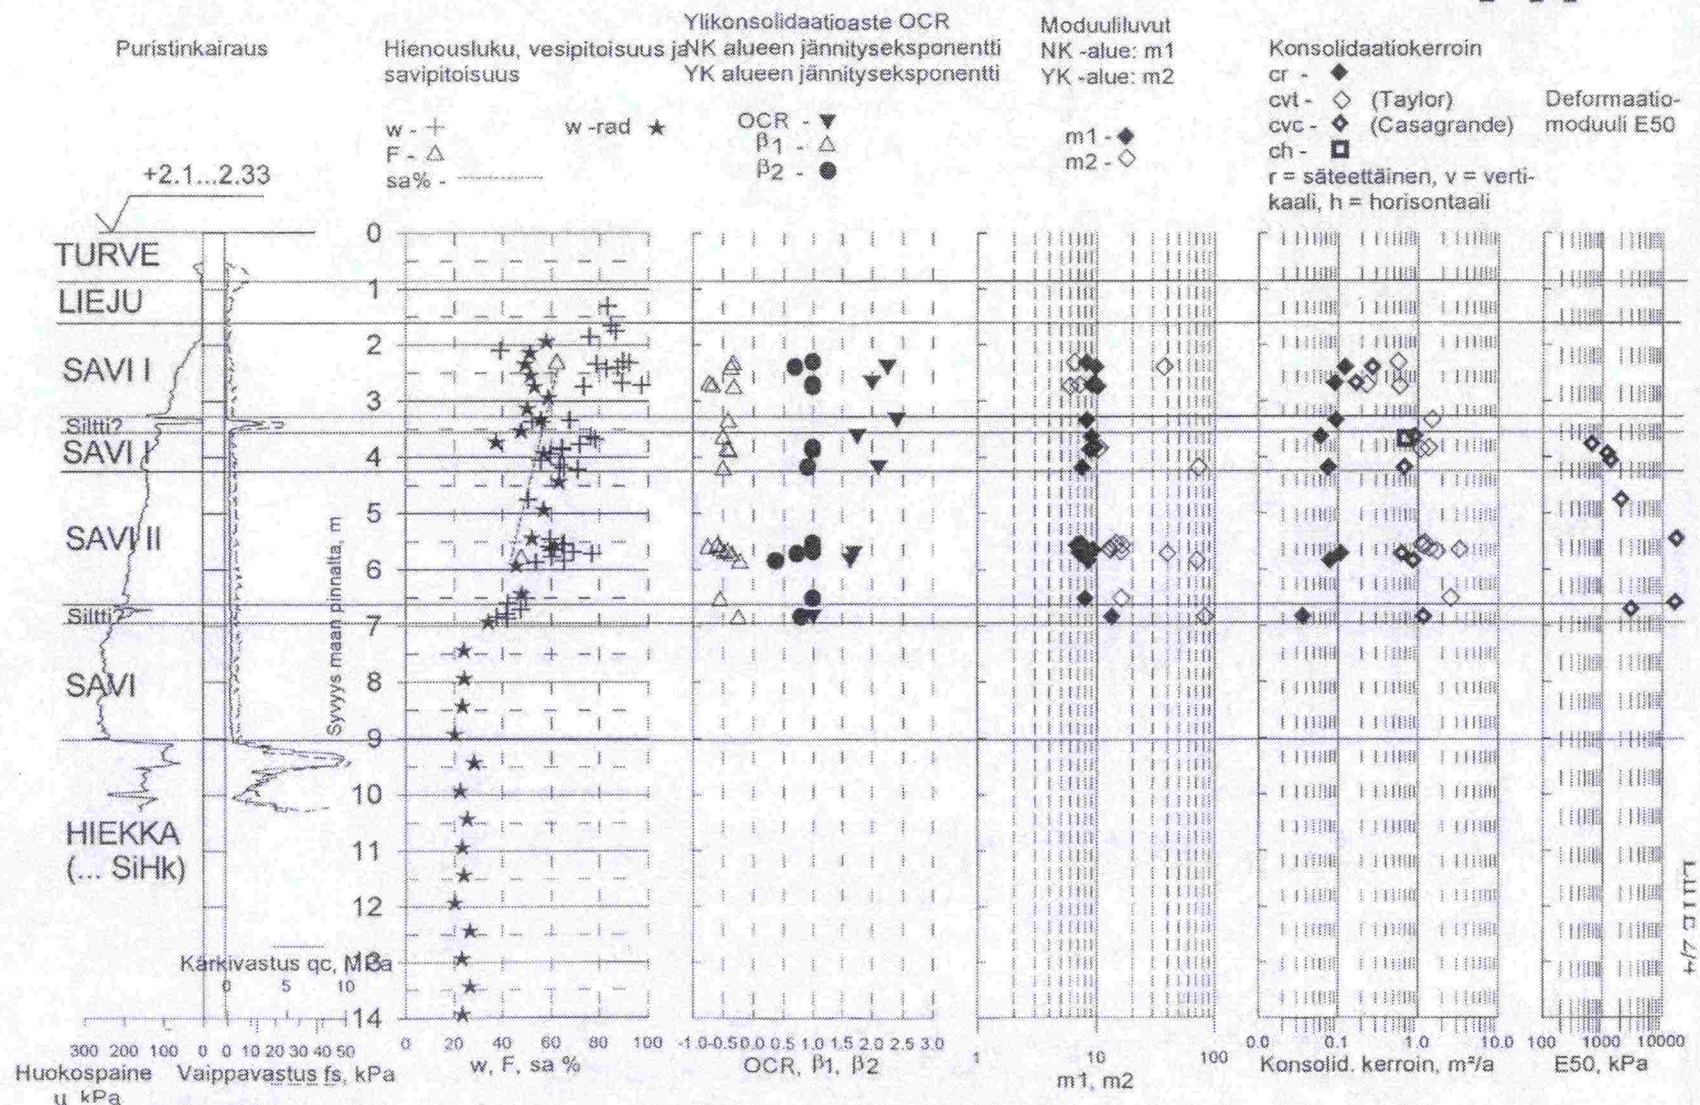 Puristinkairaus
Hienousluku, vesipitoisuus ja
savipitoisuus
w - +
F - △
sa% -
w -rad ★
Ylikonsolidaatioaste OCR
NK alueen jännityseksponentti
YK alueen jännityseksponentti
OCR - ▼
β1 - △
β2 - ●
Moduuliluvut
NK -alue: m1
YK -alue: m2
m1 - ◆
m2 - ◇
Konsolidaatiokerroin
cr - ◆
cvt - ◇ (Taylor)
cvc - ◇ (Casagrande)
ch - □
r = säteettäinen, v = verti-
kaali, h = horisontaali
Deformaatio-
moduuli E50
+2.1...2.33
TURVE
LIEJU
SAVI I
Siltti?
SAVI I
SAVI II
Siltti?
SAVI
HIEKKA
(... SiHk)
Syvyys maan pinnalta, m
0
1
2
3
4
5
6
7
8
9
10
11
12
13
14
Kärkivastus qc, MPa
0 5 10
300 200 100 0 0 10 20 30 40 50
Huokospaine
u, kPa
Vaippavastus fs, kPa
0 20 40 60 80 100
w, F, sa %
-1.0 -0.5 0.0 0.5 1.0 1.5 2.0 2.5 3.0
OCR, β1, β2
1 10 100
m1, m2
0.0 0.1 1.0 10.0
Konsolid. kerroin, m²/a
100 1000 10000
E50, kPa
LIITE 2/4